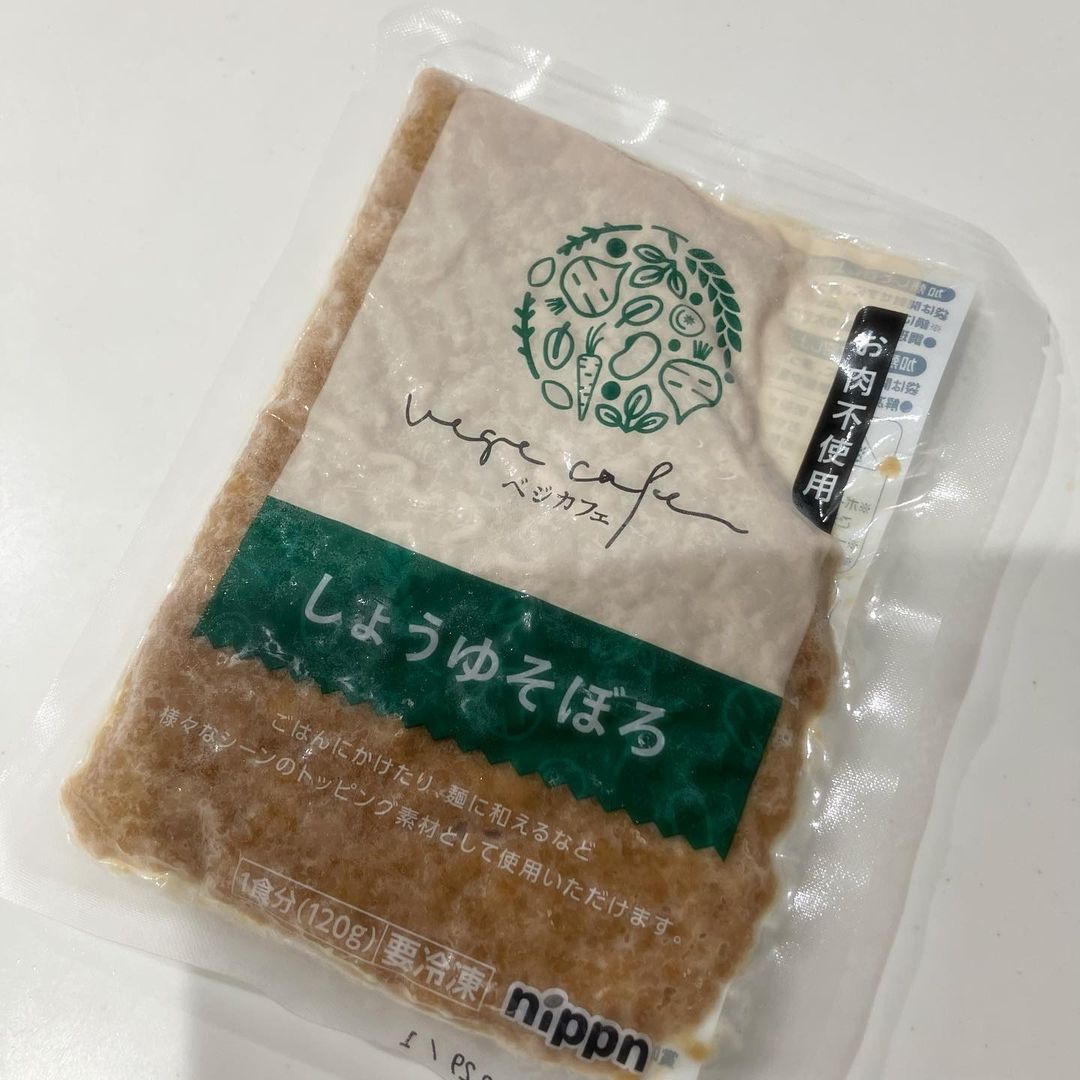 お肉不使用
vege cafe
ベジカフェ
しょうゆそぼろ
ごはんにかけたり、麺に和えるなど
様々なシーンのトッピング素材として使用いただけます。
1食分(120g) 要冷凍
nippn